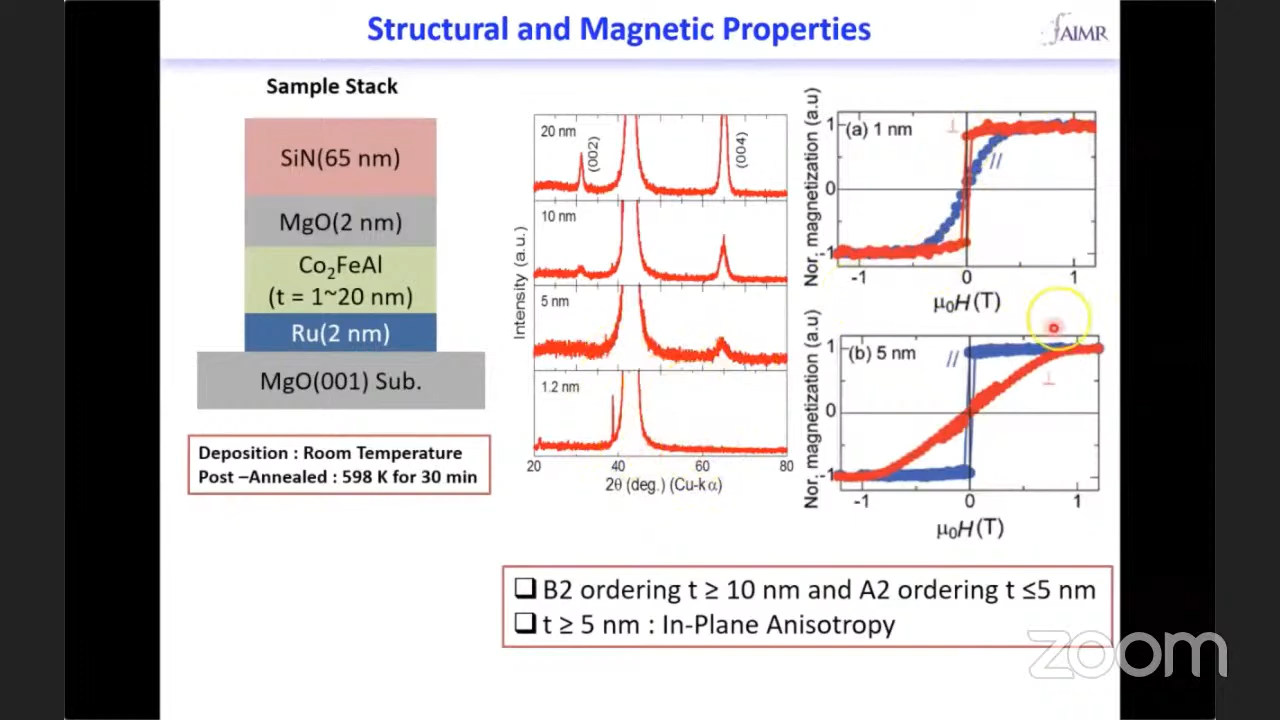 Structural and Magnetic Properties
AIMR
Sample Stack
SiN(65 nm)
MgO(2 nm)
Co₂FeAl
(t = 1~20 nm)
Ru(2 nm)
MgO(001) Sub.
Deposition : Room Temperature
Post –Annealed : 598 K for 30 min
Intensity (a.u.)
20 nm
(002)
(004)
10 nm
5 nm
1.2 nm
20
40
60
80
2θ (deg.) (Cu-kα)
Nor. magnetization (a.u)
(a) 1 nm
⊥
//
1
0
-1
-1
0
1
μ₀H(T)
Nor. magnetization (a.u)
(b) 5 nm
//
⊥
1
0
-1
-1
0
1
μ₀H(T)
❑ B2 ordering t ≥ 10 nm and A2 ordering t ≤5 nm
❑ t ≥ 5 nm : In-Plane Anisotropy
zoom